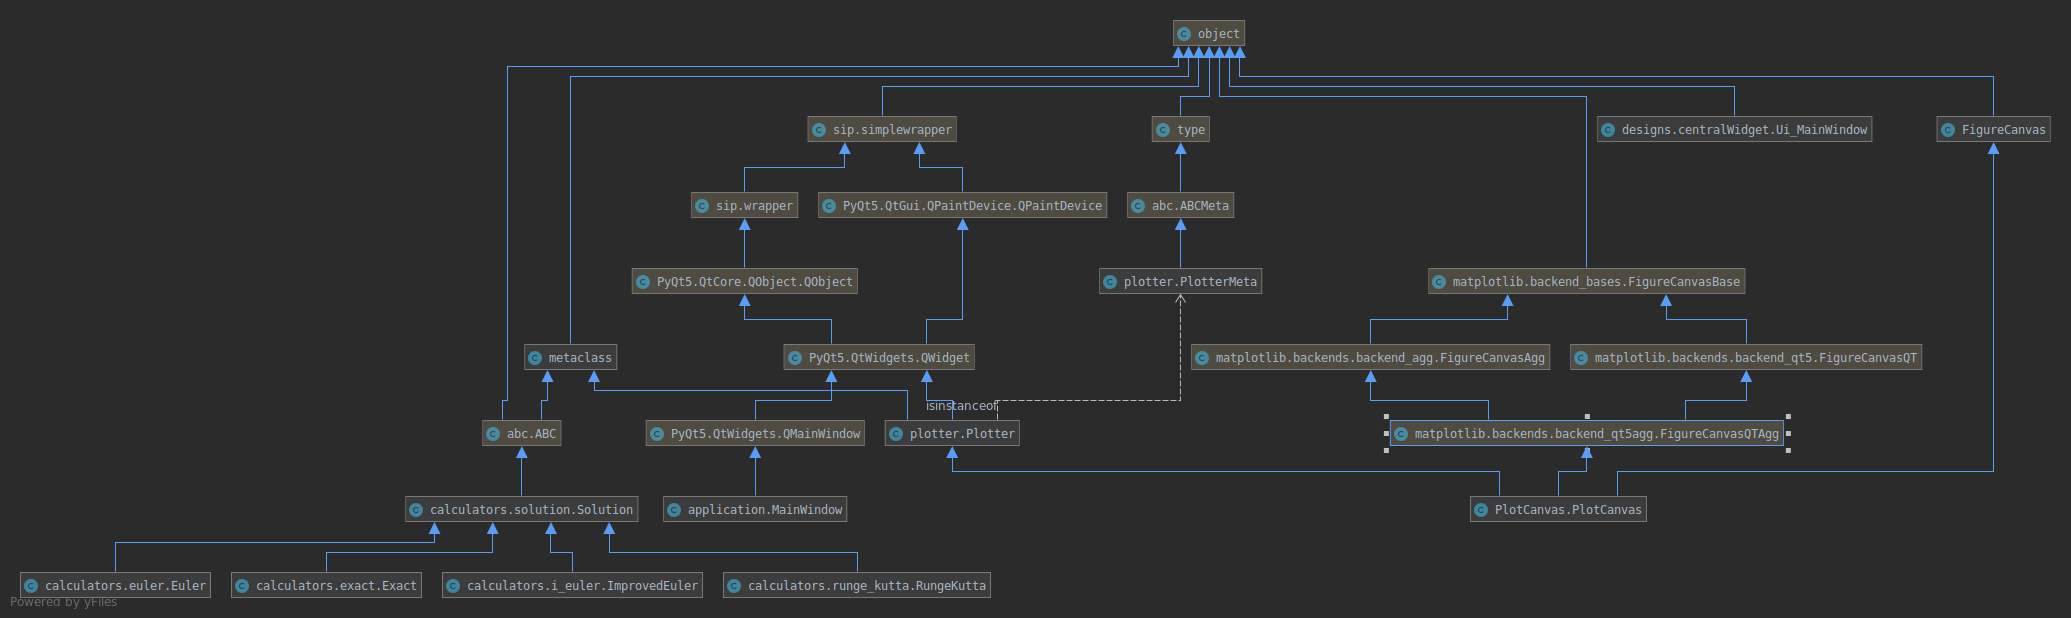 object
sip.simplewrapper
type
designs.centralWidget.Ui_MainWindow
FigureCanvas
sip.wrapper
PyQt5.QtGui.QPaintDevice.QPaintDevice
abc.ABCMeta
PyQt5.QtCore.QObject.QObject
plotter.PlotterMeta
matplotlib.backend_bases.FigureCanvasBase
metaclass
PyQt5.QtWidgets.QWidget
matplotlib.backends.backend_agg.FigureCanvasAgg
matplotlib.backends.backend_qt5.FigureCanvasQT
isinstanceof
abc.ABC
PyQt5.QtWidgets.QMainWindow
plotter.Plotter
matplotlib.backends.backend_qt5agg.FigureCanvasQTAgg
calculators.solution.Solution
application.MainWindow
PlotCanvas.PlotCanvas
calculators.euler.Euler
calculators.exact.Exact
calculators.i_euler.ImprovedEuler
calculators.runge_kutta.RungeKutta
Powered by yFiles